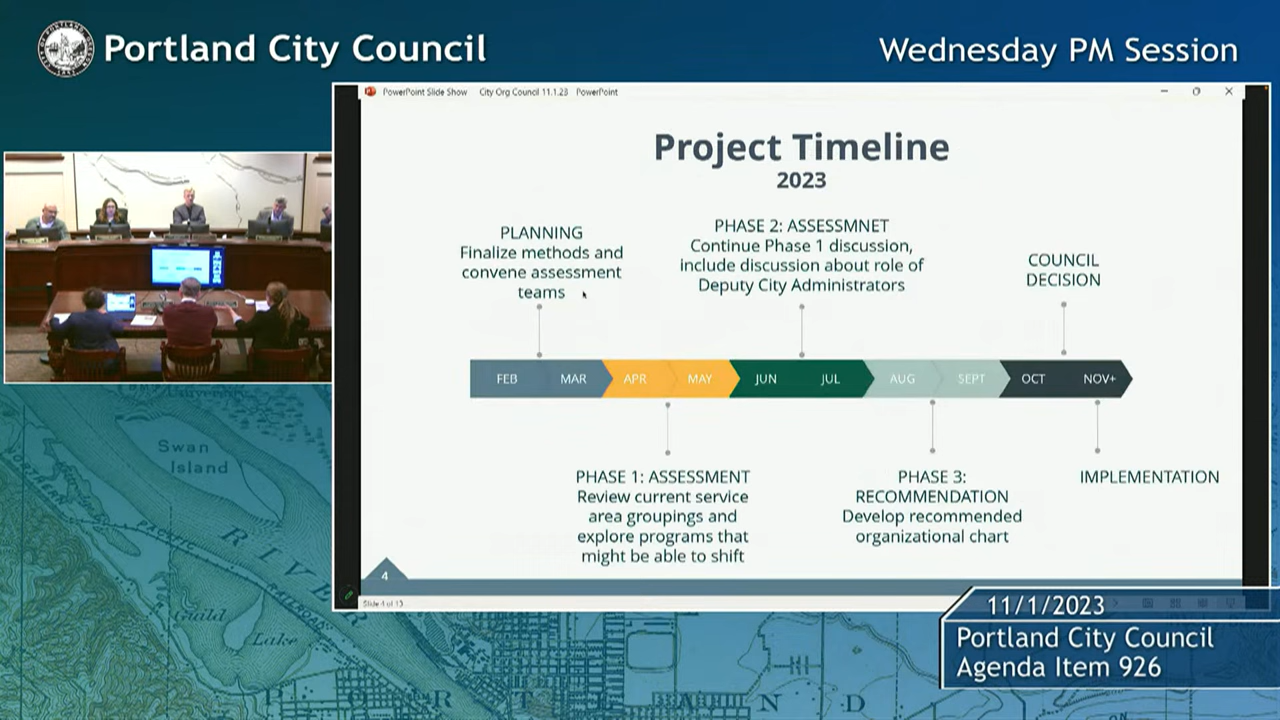 Portland City Council
Wednesday PM Session
PowerPoint Slide Show City Org Council 11.1.23 PowerPoint
Project Timeline
2023
PLANNING
Finalize methods and
convene assessment
teams
PHASE 2: ASSESSMNET
Continue Phase 1 discussion,
include discussion about role of
Deputy City Administrators
COUNCIL
DECISION
FEB MAR APR MAY JUN JUL AUG SEPT OCT NOV+
PHASE 1: ASSESSMENT
Review current service
area groupings and
explore programs that
might be able to shift
PHASE 3:
RECOMMENDATION
Develop recommended
organizational chart
IMPLEMENTATION
4
Slide 4 of 13
11/1/2023
Portland City Council
Agenda Item 926
Swan
Island
RIVER
PACIFIC
RAILROAD
Guild
Lake